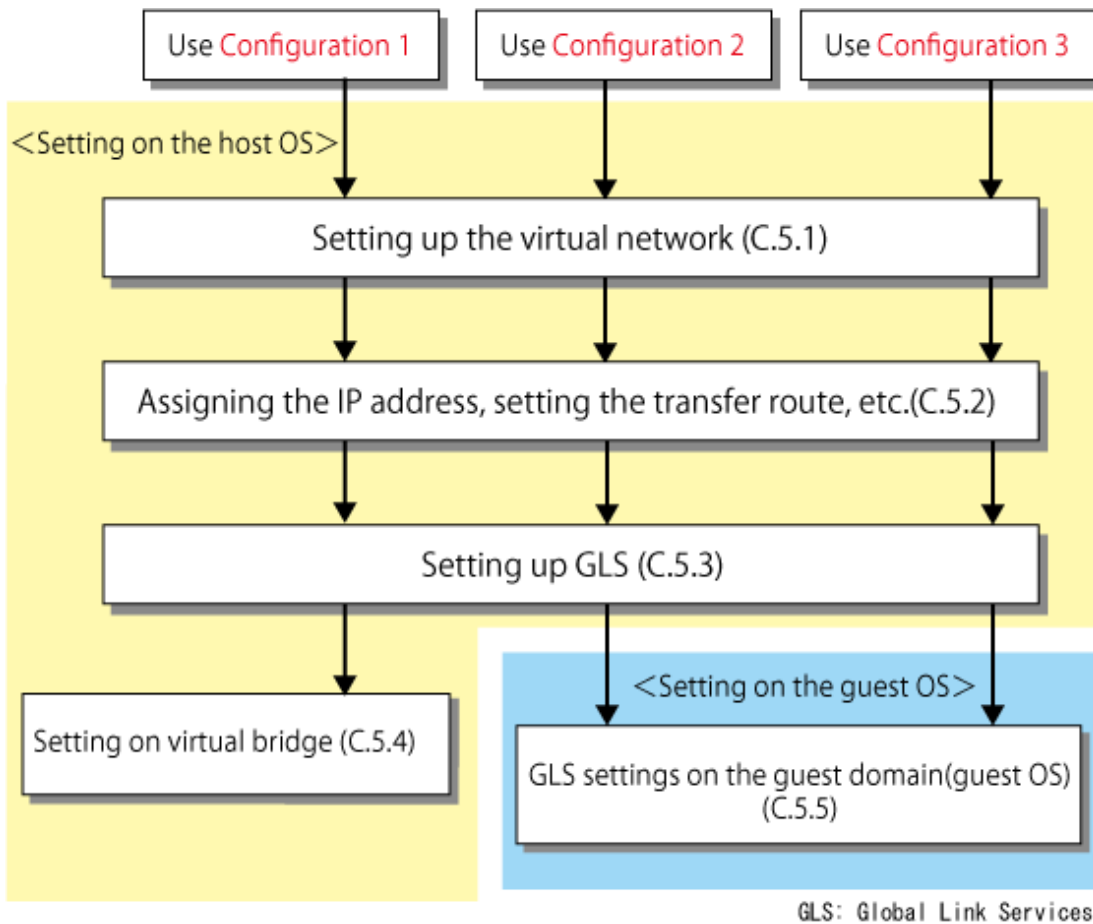 Use Configuration 1
Use Configuration 2
Use Configuration 3
<Setting on the host OS>
Setting up the virtual network (C.5.1)
Assigning the IP address, setting the transfer route, etc.(C.5.2)
Setting up GLS (C.5.3)
<Setting on the guest OS>
Setting on virtual bridge (C.5.4)
GLS settings on the guest domain(guest OS)
(C.5.5)
GLS: Global Link Services